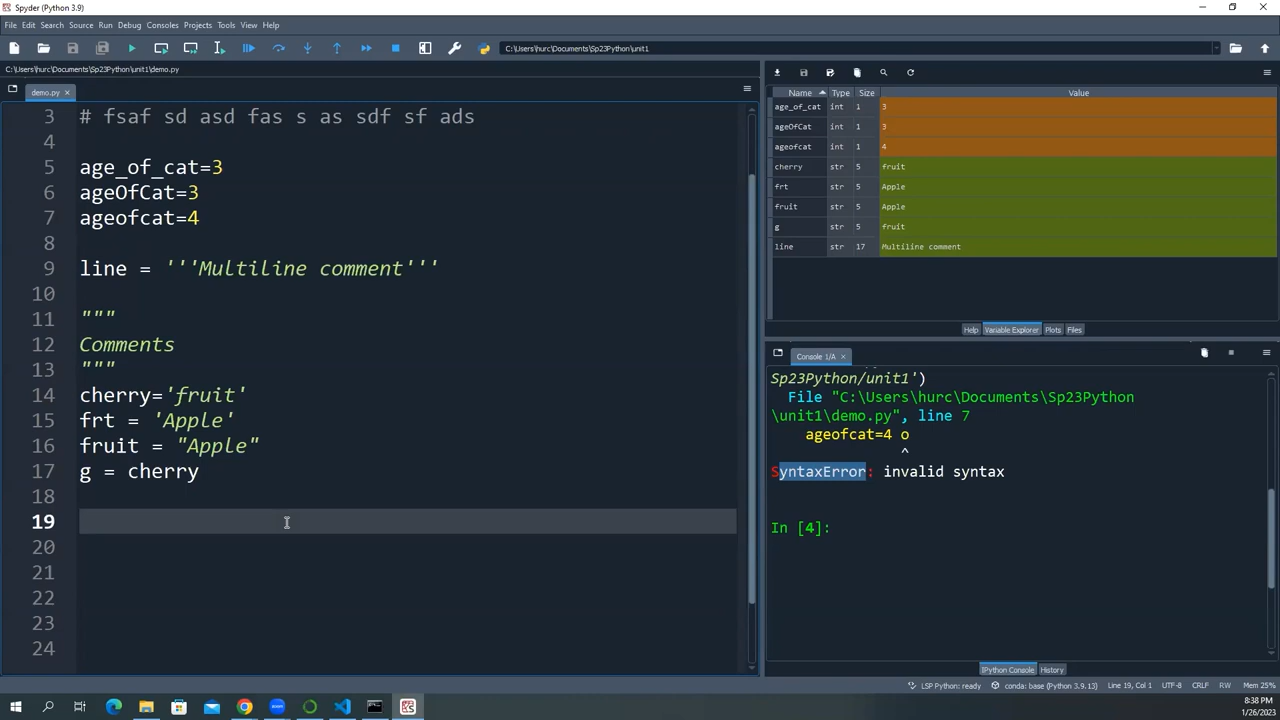 Spyder (Python 3.9)
File Edit Search Source Run Debug Consoles Projects Tools View Help
C:\Users\hurc\Documents\Sp23Python\unit1
C:\Users\hurc\Documents\Sp23Python\unit1\demo.py
demo.py
3 # fsaf sd asd fas s as sdf sf ads
4
5 age_of_cat=3
6 ageOfCat=3
7 ageofcat=4
8
9 line = '''Multiline comment'''
10
11 """
12 Comments
13 """
14 cherry='fruit'
15 frt = 'Apple'
16 fruit = "Apple"
17 g = cherry
18
19
20
21
22
23
24
Name Type Size Value
age_of_cat int 1 3
ageOfCat int 1 3
ageofcat int 1 4
cherry str 5 fruit
frt str 5 Apple
fruit str 5 Apple
g str 5 fruit
line str 17 Multiline comment
Help Variable Explorer Plots Files
Console 1/A
Sp23Python/unit1')
File "C:\Users\hurc\Documents\Sp23Python
\unit1\demo.py", line 7
ageofcat=4 o
^
SyntaxError: invalid syntax
In [4]:
IPython Console History
LSP Python: ready conda: base (Python 3.9.13) Line 19, Col 1 UTF-8 CRLF RW Mem 25%
8:38 PM
1/26/2023